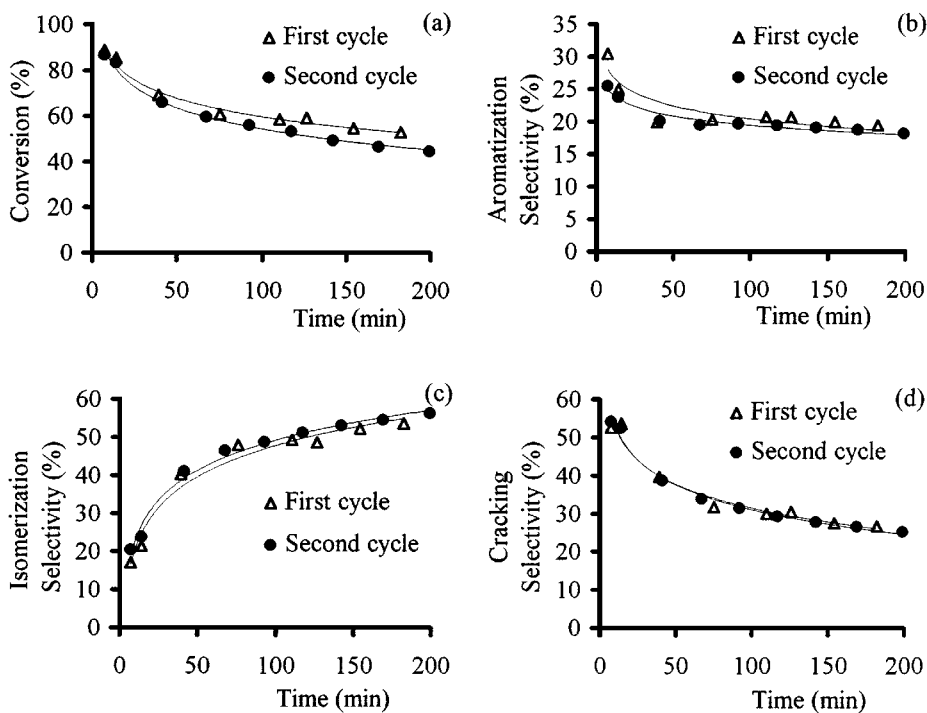 (a)
100
80
60
40
20
0
Conversion (%)
First cycle
Second cycle
0 50 100 150 200
Time (min)
(b)
35
30
25
20
15
10
5
0
Aromatization
Selectivity (%)
First cycle
Second cycle
0 50 100 150 200
Time (min)
(c)
60
50
40
30
20
10
0
Isomerization
Selectivity (%)
First cycle
Second cycle
0 50 100 150 200
Time (min)
(d)
60
50
40
30
20
10
0
Cracking
Selectivity (%)
First cycle
Second cycle
0 50 100 150 200
Time (min)